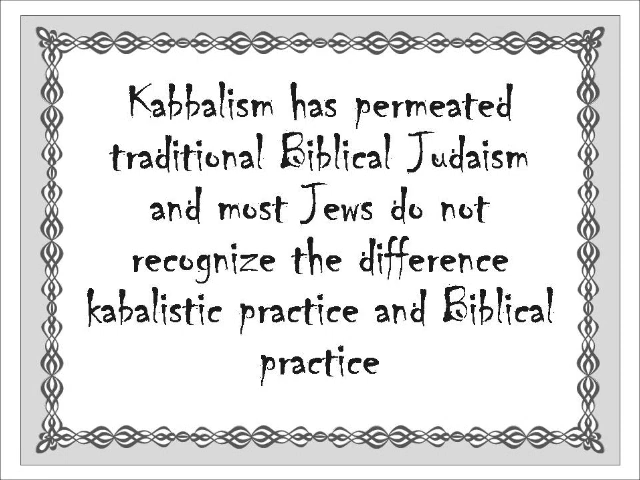 Kabbalism has permeated
traditional Biblical Judaism
and most Jews do not
recognize the difference
kabalistic practice and Biblical
practice